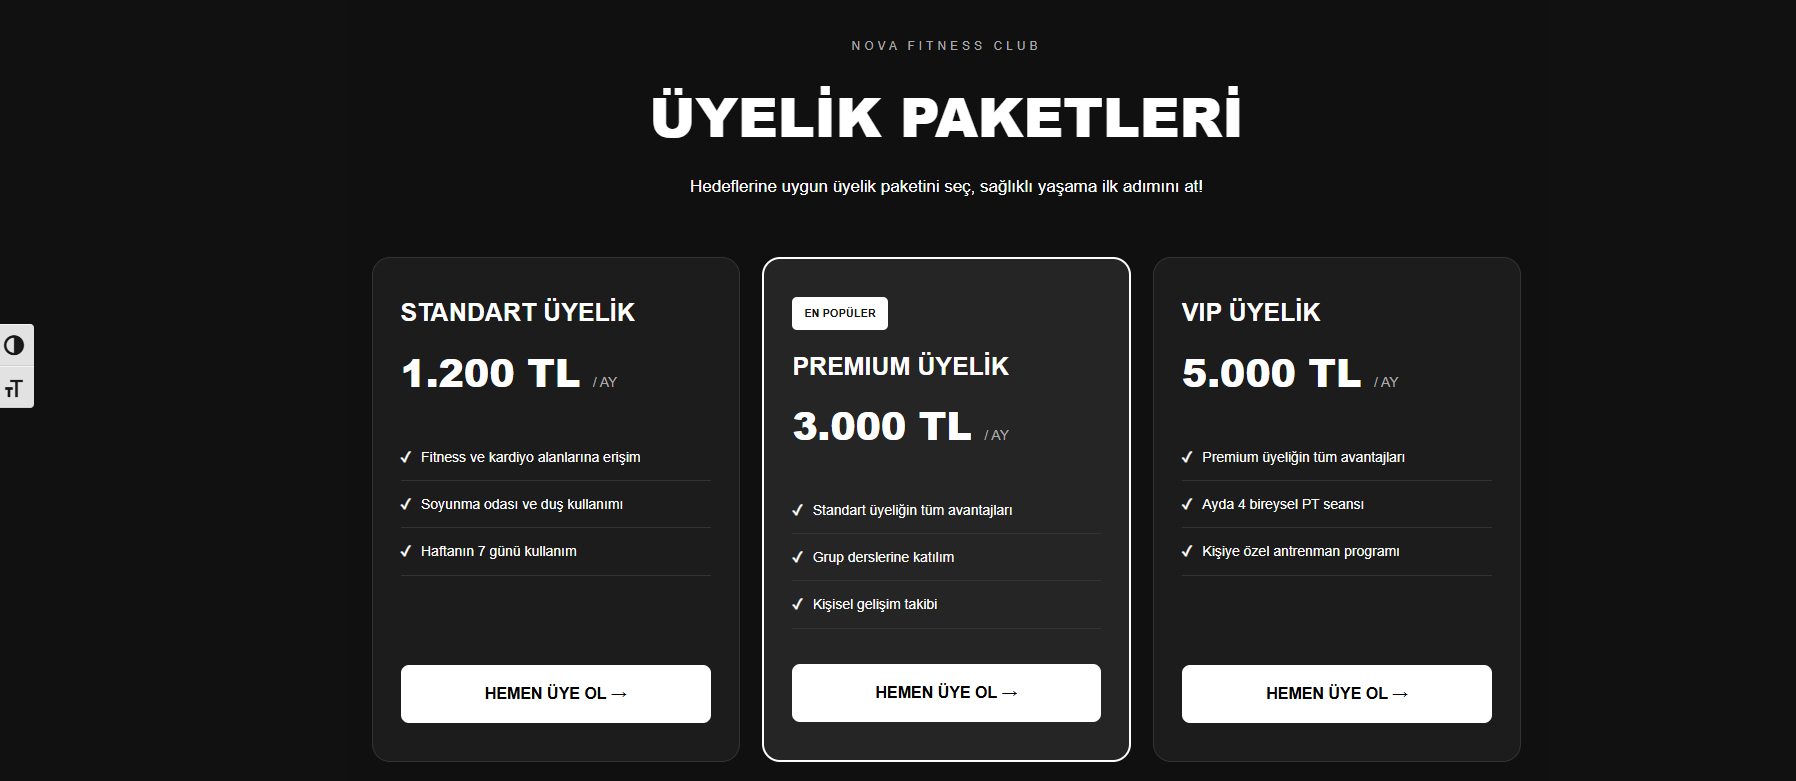 NOVA FITNESS CLUB
ÜYELİK PAKETLERİ
Hedeflerine uygun üyelik paketini seç, sağlıklı yaşama ilk adımını at!
STANDART ÜYELİK
1.200 TL / AY
✓ Fitness ve kardiyo alanlarına erişim
✓ Soyunma odası ve duş kullanımı
✓ Haftanın 7 günü kullanım
HEMEN ÜYE OL →
EN POPÜLER
PREMIUM ÜYELİK
3.000 TL / AY
✓ Standart üyeliğin tüm avantajları
✓ Grup derslerine katılım
✓ Kişisel gelişim takibi
HEMEN ÜYE OL →
VIP ÜYELİK
5.000 TL / AY
✓ Premium üyeliğin tüm avantajları
✓ Ayda 4 bireysel PT seansı
✓ Kişiye özel antrenman programı
HEMEN ÜYE OL →
TT